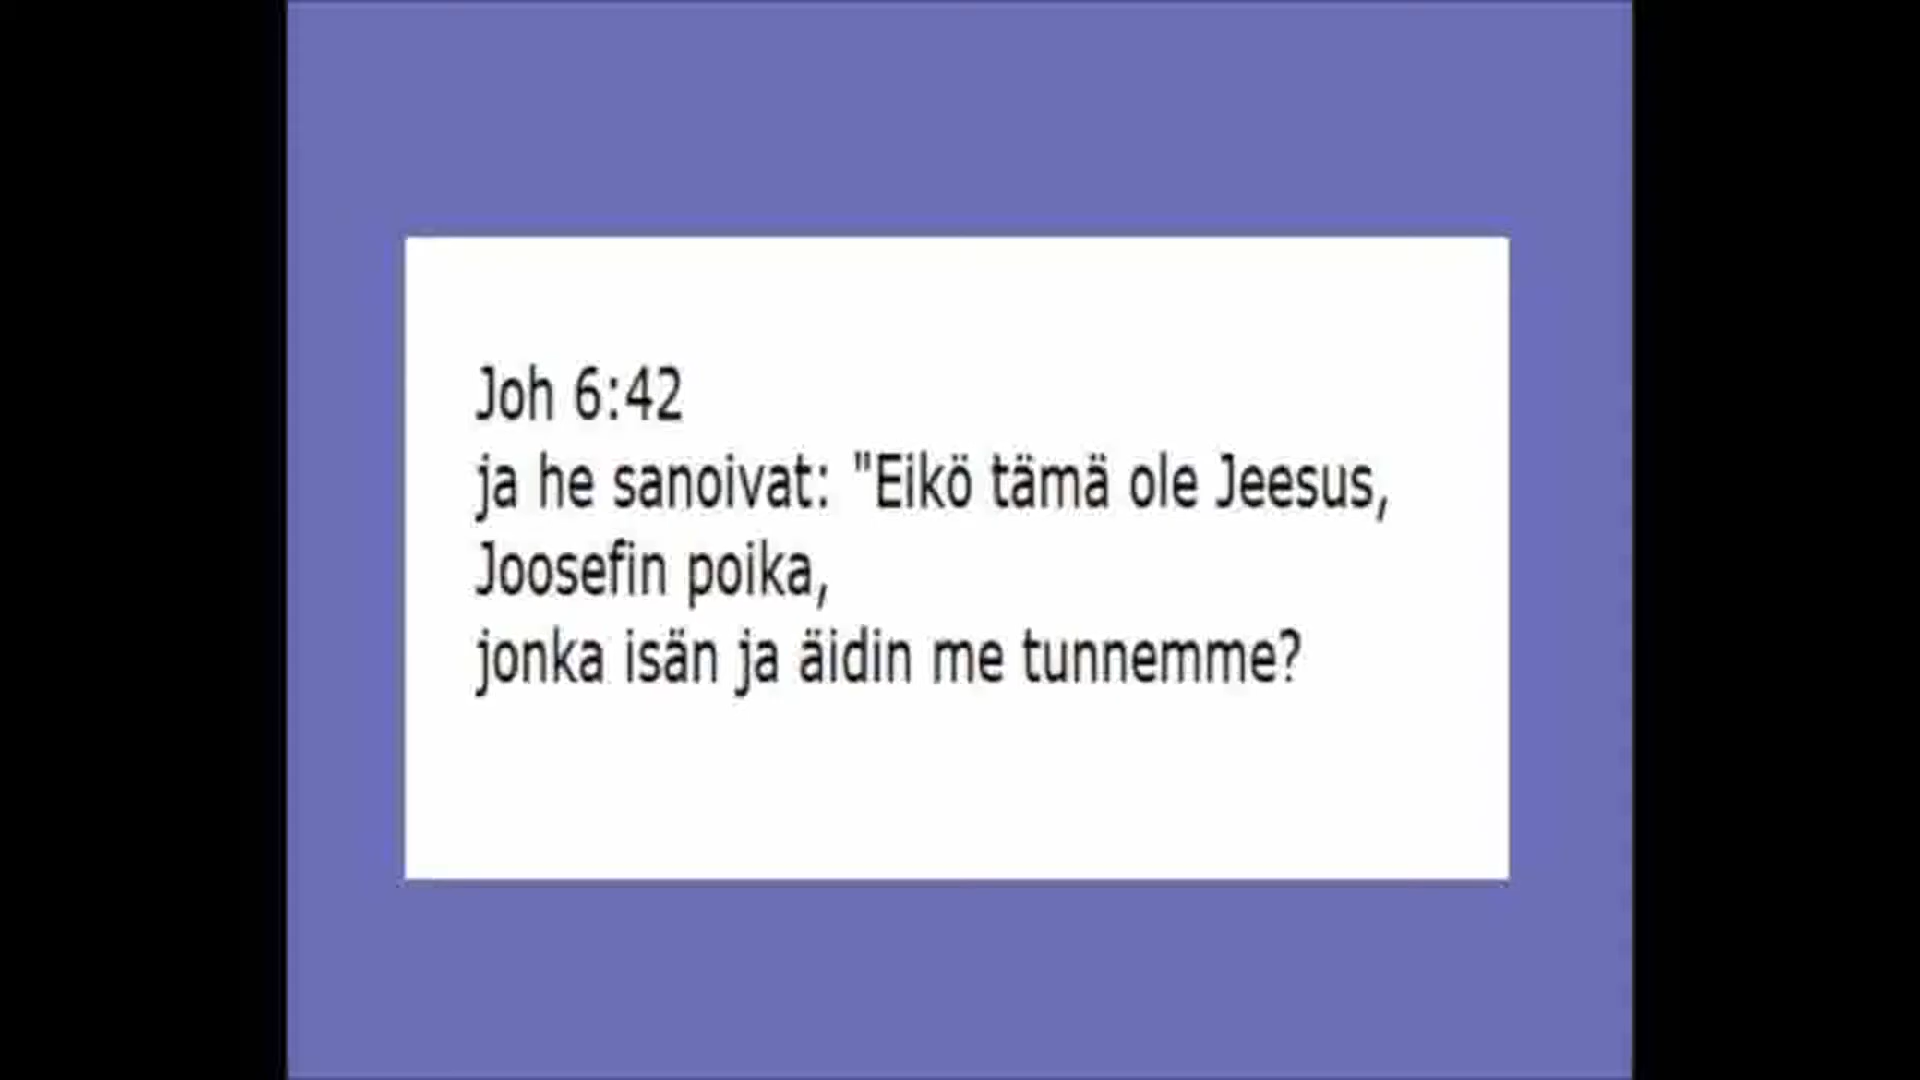 Joh 6:42
ja he sanoivat: "Eikö tämä ole Jeesus,
Joosefin poika,
jonka isän ja äidin me tunnemme?